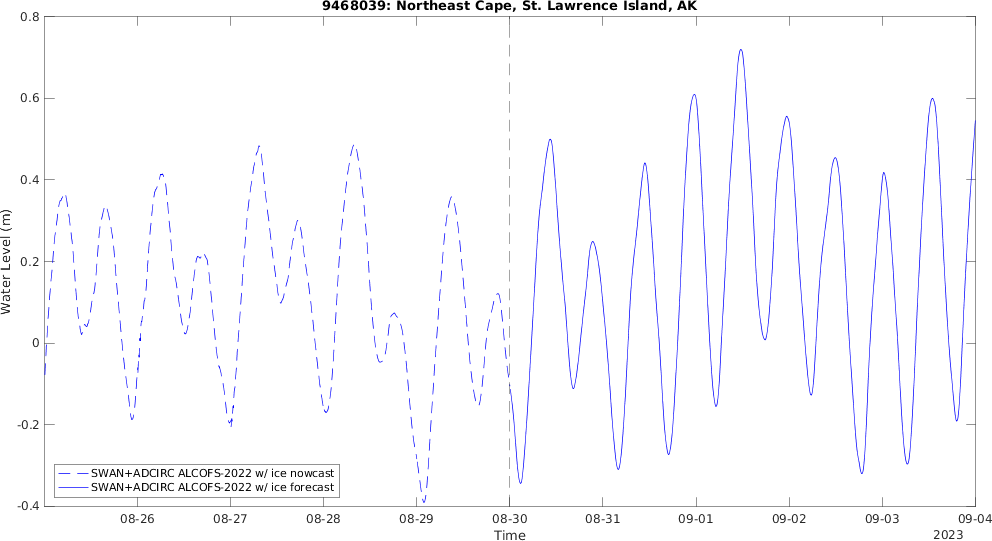 9468039: Northeast Cape, St. Lawrence Island, AK
0.8
0.6
0.4
0.2
0
-0.2
-0.4
Water Level (m)
SWAN+ADCIRC ALCOFS-2022 w/ ice nowcast
SWAN+ADCIRC ALCOFS-2022 w/ ice forecast
08-26 08-27 08-28 08-29 08-30 08-31 09-01 09-02 09-03 09-04
Time
2023